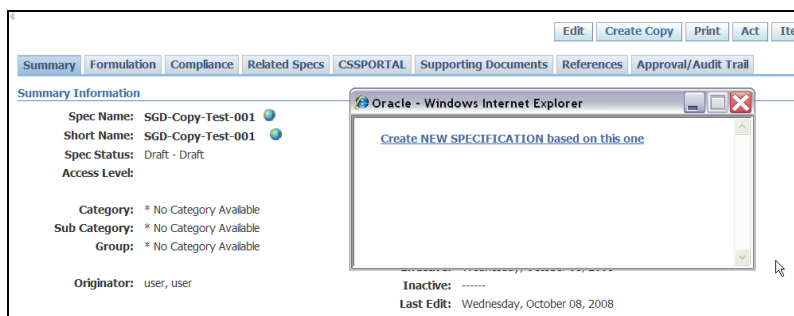 Edit Create Copy Print Act
Summary Formulation Compliance Related Specs CSSPORTAL Supporting Documents References Approval/Audit Trail
Summary Information
Spec Name: SGD-Copy-Test-001
Short Name: SGD-Copy-Test-001
Spec Status: Draft - Draft
Access Level:
Category: * No Category Available
Sub Category: * No Category Available
Group: * No Category Available
Originator: user, user
Oracle - Windows Internet Explorer
Create NEW SPECIFICATION based on this one
Inactive: ------
Last Edit: Wednesday, October 08, 2008